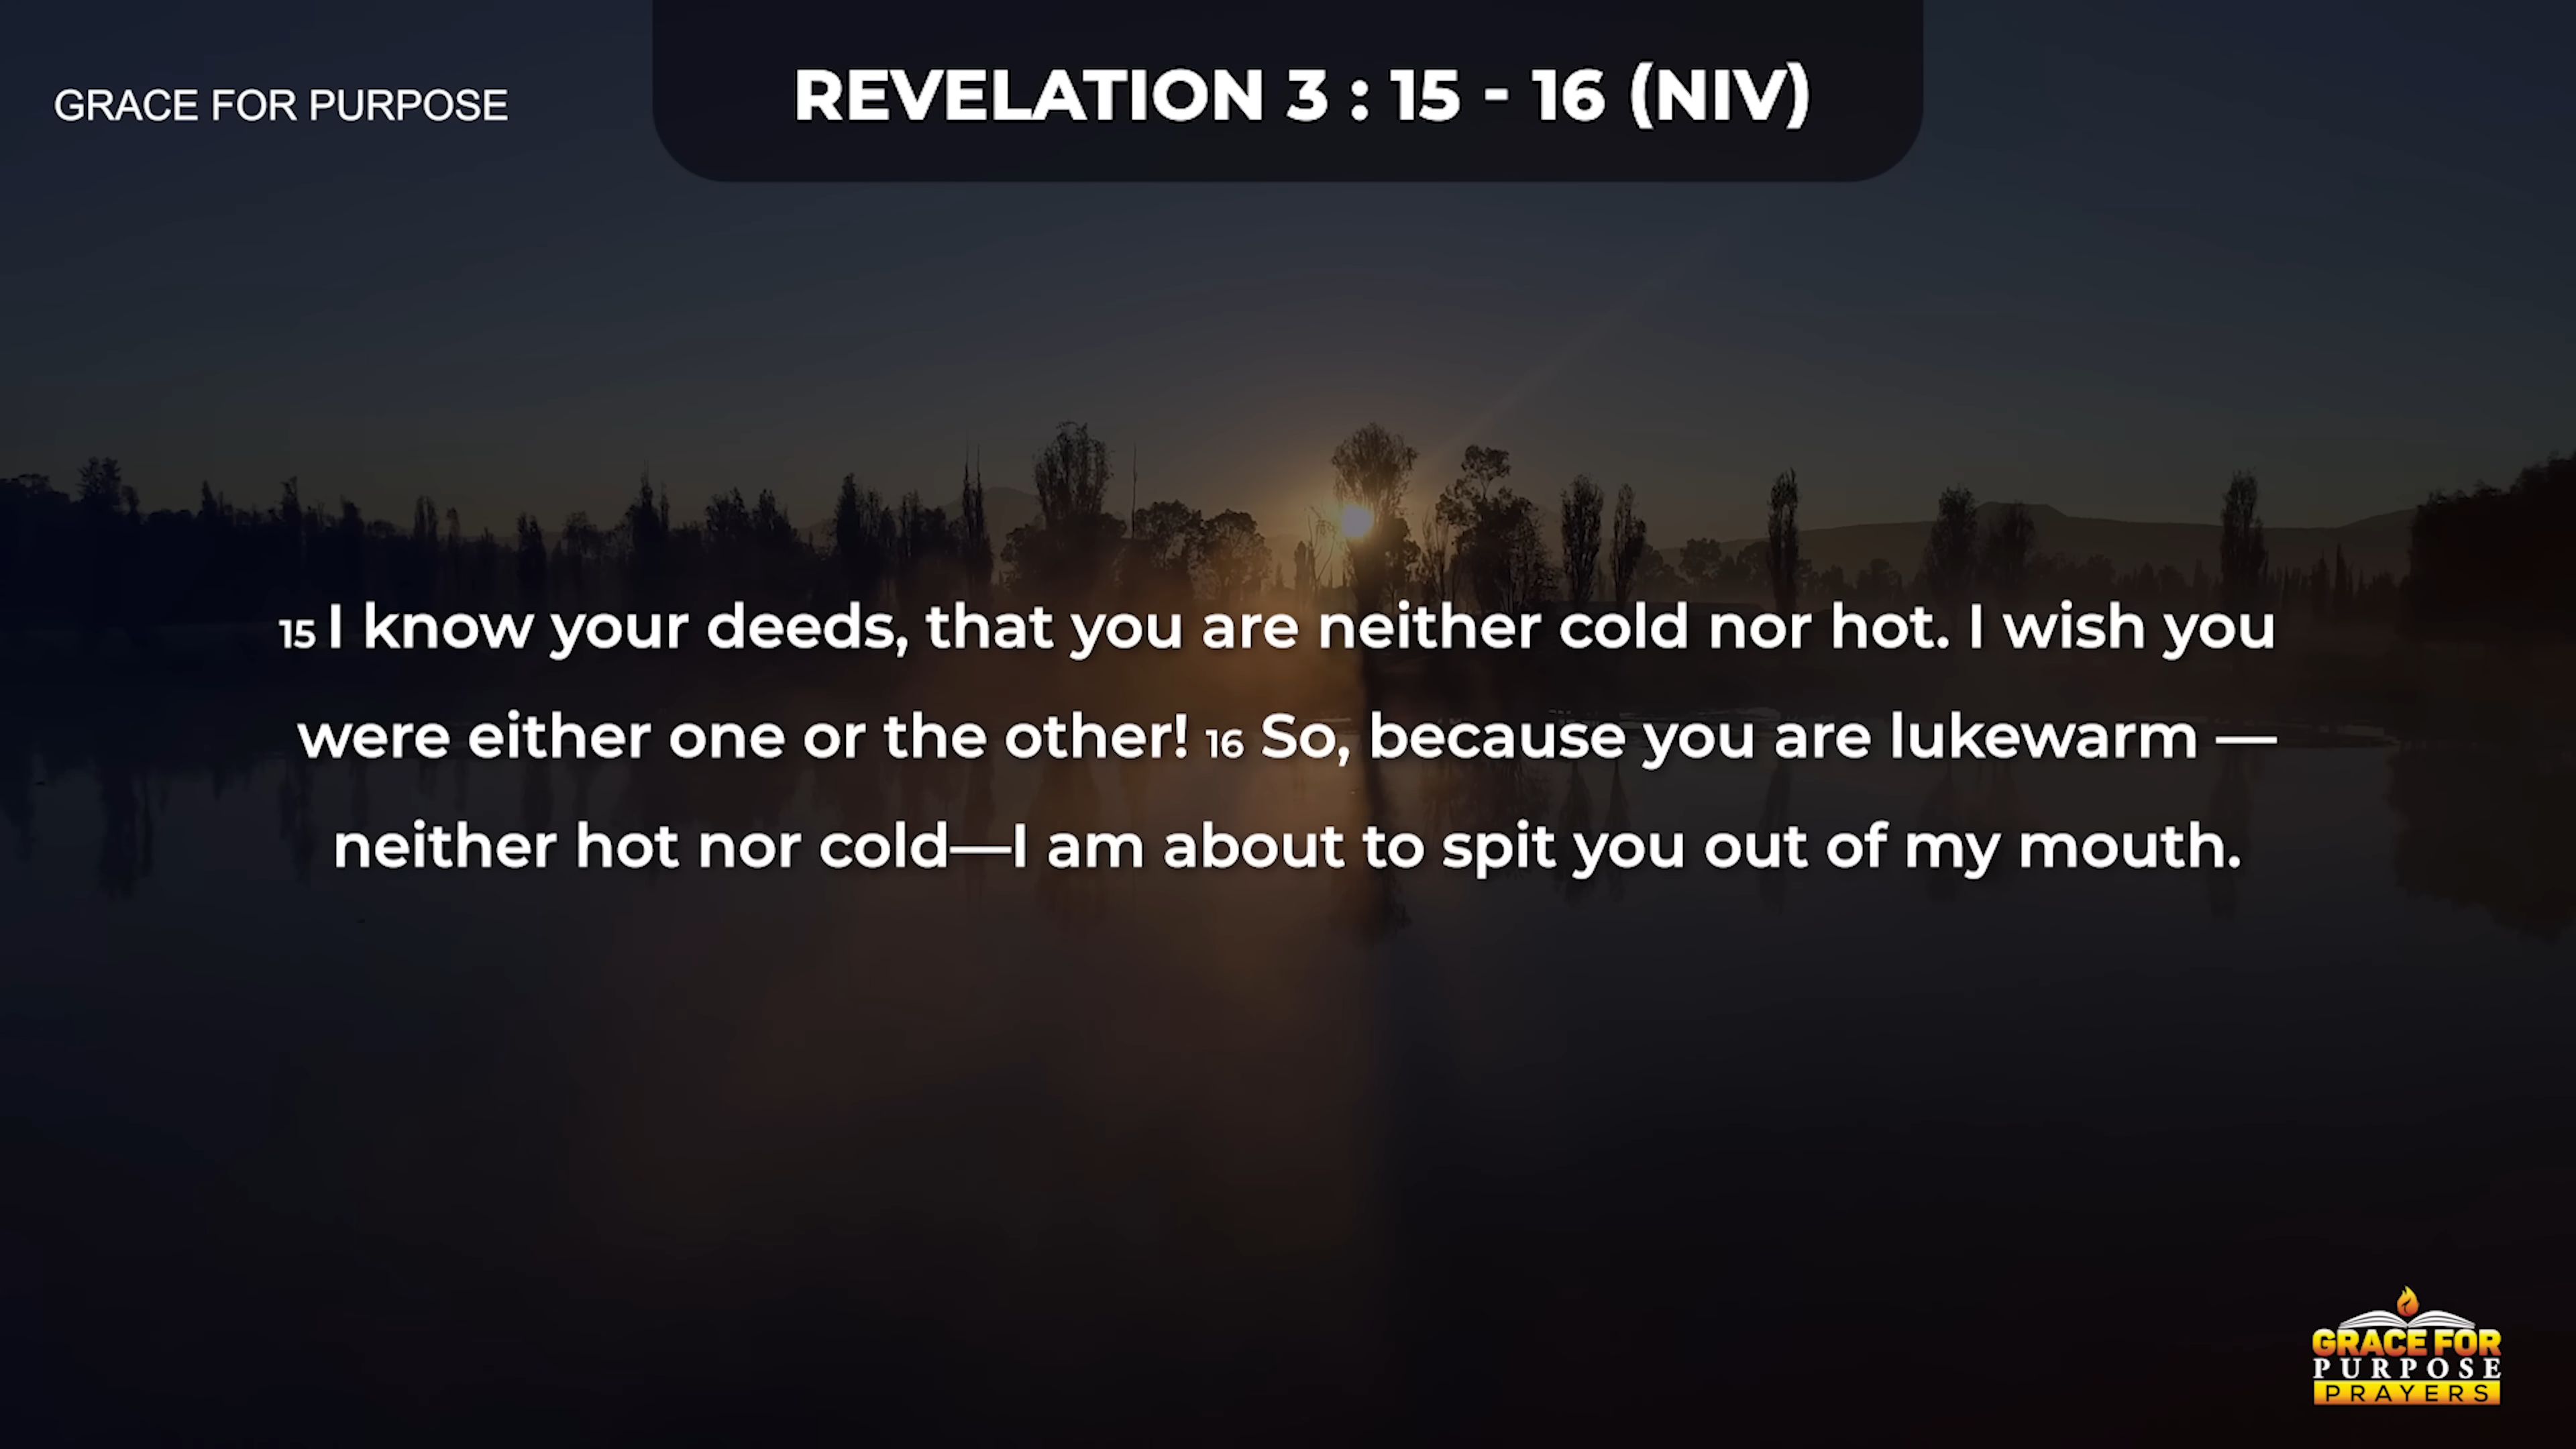 GRACE FOR PURPOSE
REVELATION 3 : 15 - 16 (NIV)
15 I know your deeds, that you are neither cold nor hot. I wish you
were either one or the other! 16 So, because you are lukewarm —
neither hot nor cold—I am about to spit you out of my mouth.
GRACE FOR
PURPOSE
PRAYERS